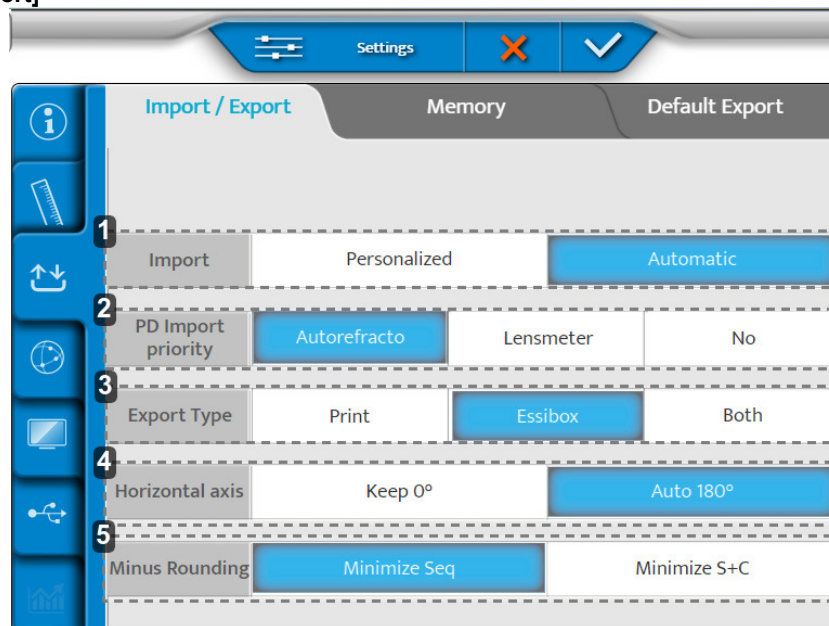 Settings
Import / Export Memory Default Export
1
Import Personalized Automatic
2
PD Import
priority Autorefracto Lensmeter No
3
Export Type Print Essibox Both
4
Horizontal axis Keep 0° Auto 180°
5
Minus Rounding Minimize Seq Minimize S+C